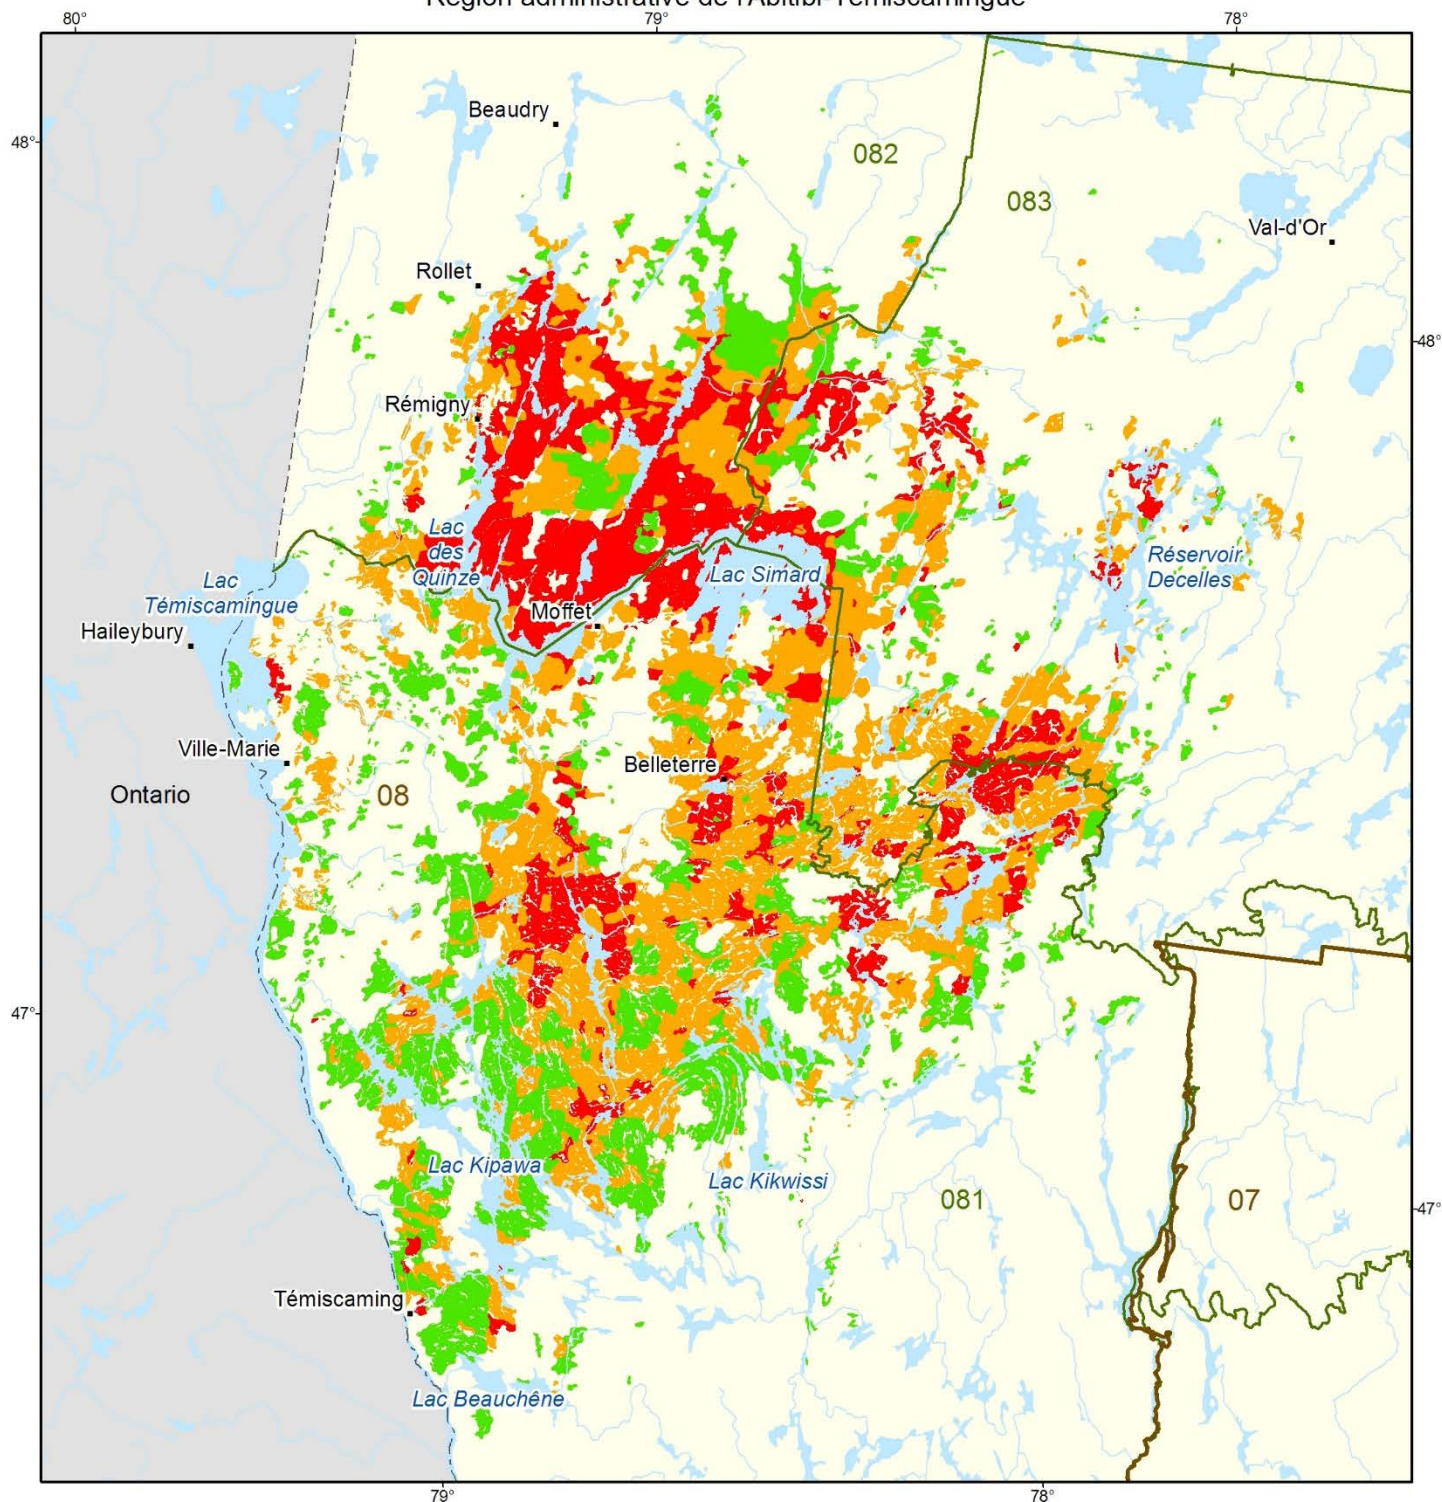 Région administrative de l'Abitibi-Témiscamingue
80°
79°
78°
Beaudry
48°
082
083
Val-d'Or
Rollet
48°
Rémigny
Lac
des
Quinze
Réservoir
Decelles
Lac
Témiscamingue
Lac Simard
Moffet
Haileybury
Ville-Marie
Belleterre
Ontario
08
47°
Lac Kipawa
Lac Kikwissi
081
07
47°
Témiscaming
Lac Beauchêne
79°
78°